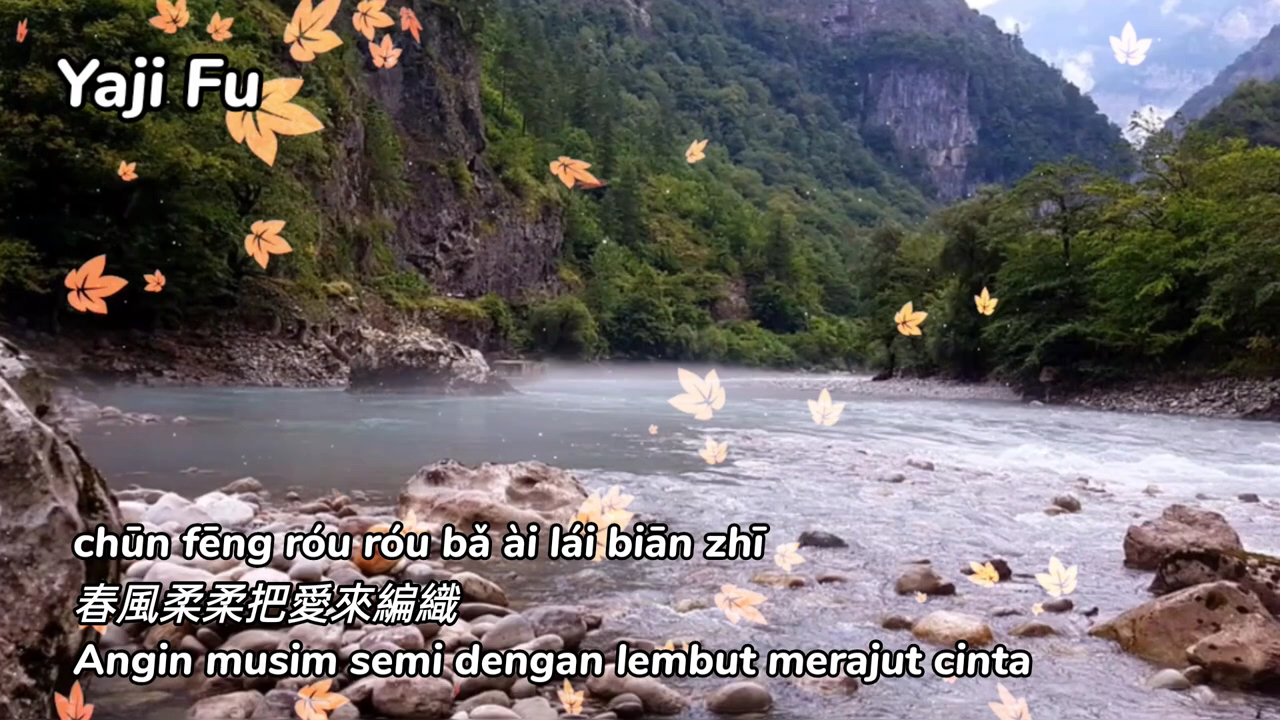 Yaji Fu
chūn fēng róu róu bǎ ài lái biān zhī
春風柔柔把愛來編織
Angin musim semi dengan lembut merajut cinta